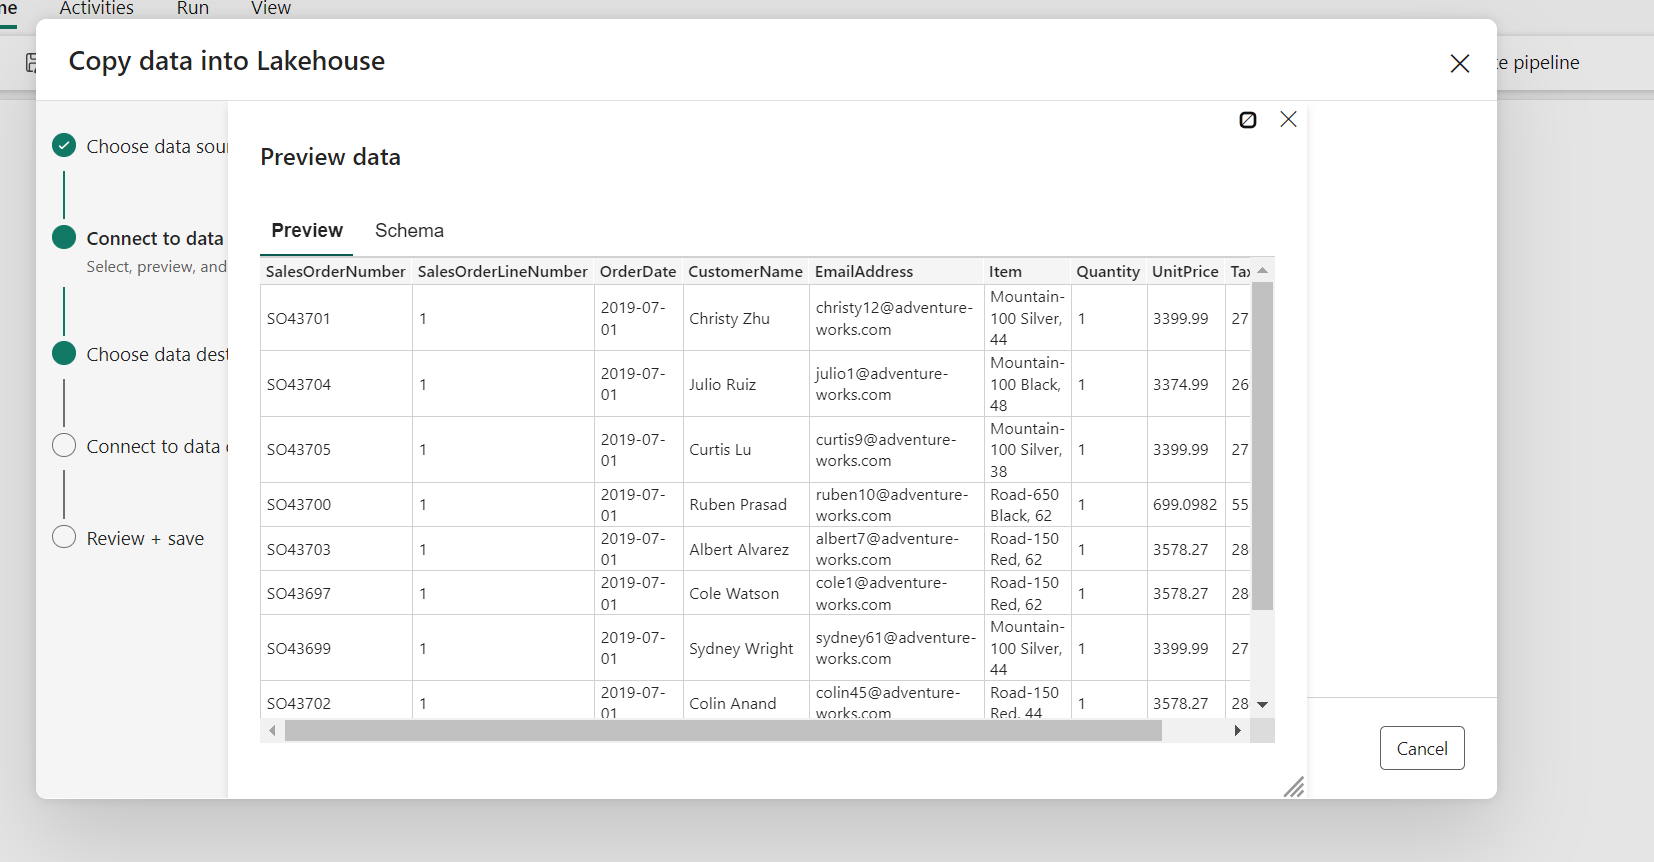 Activities Run View
Copy data into Lakehouse
pipeline
Choose data
Preview data
Connect to data
Select, preview, and
Preview Schema
SalesOrderNumber SalesOrderLineNumber OrderDate CustomerName EmailAddress Item Quantity UnitPrice
SO43701 1 2019-07-01 Christy Zhu christy12@adventure-works.com Mountain-100 Silver, 44 1 3399.99 27
SO43704 1 2019-07-01 Julio Ruiz julio1@adventure-works.com Mountain-100 Black, 48 1 3374.99 26
SO43705 1 2019-07-01 Curtis Lu curtis9@adventure-works.com Mountain-100 Silver, 38 1 3399.99 27
SO43700 1 2019-07-01 Ruben Prasad ruben10@adventure-works.com Road-650 Black, 62 1 699.0982 55
SO43703 1 2019-07-01 Albert Alvarez albert7@adventure-works.com Road-150 Red, 62 1 3578.27 28
SO43697 1 2019-07-01 Cole Watson cole1@adventure-works.com Road-150 Red, 62 1 3578.27 28
SO43699 1 2019-07-01 Sydney Wright sydney61@adventure-works.com Mountain-100 Silver, 44 1 3399.99 27
SO43702 1 2019-07-01 Colin Anand colin45@adventure-works.com Road-150 Red, 44 1 3578.27 28
Choose data
Connect to data
Review + save
Cancel